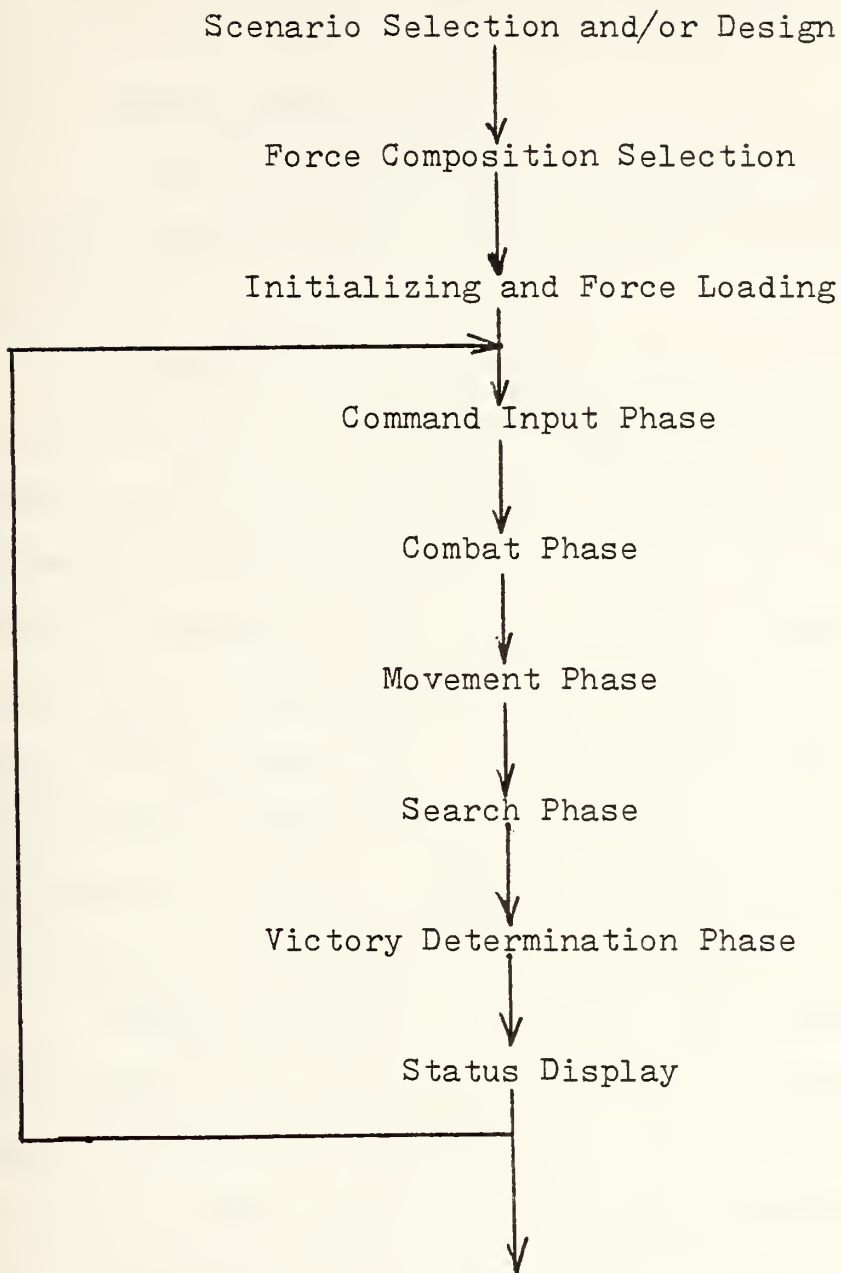 Scenario Selection and/or Design
Force Composition Selection
Initializing and Force Loading
Command Input Phase
Combat Phase
Movement Phase
Search Phase
Victory Determination Phase
Status Display